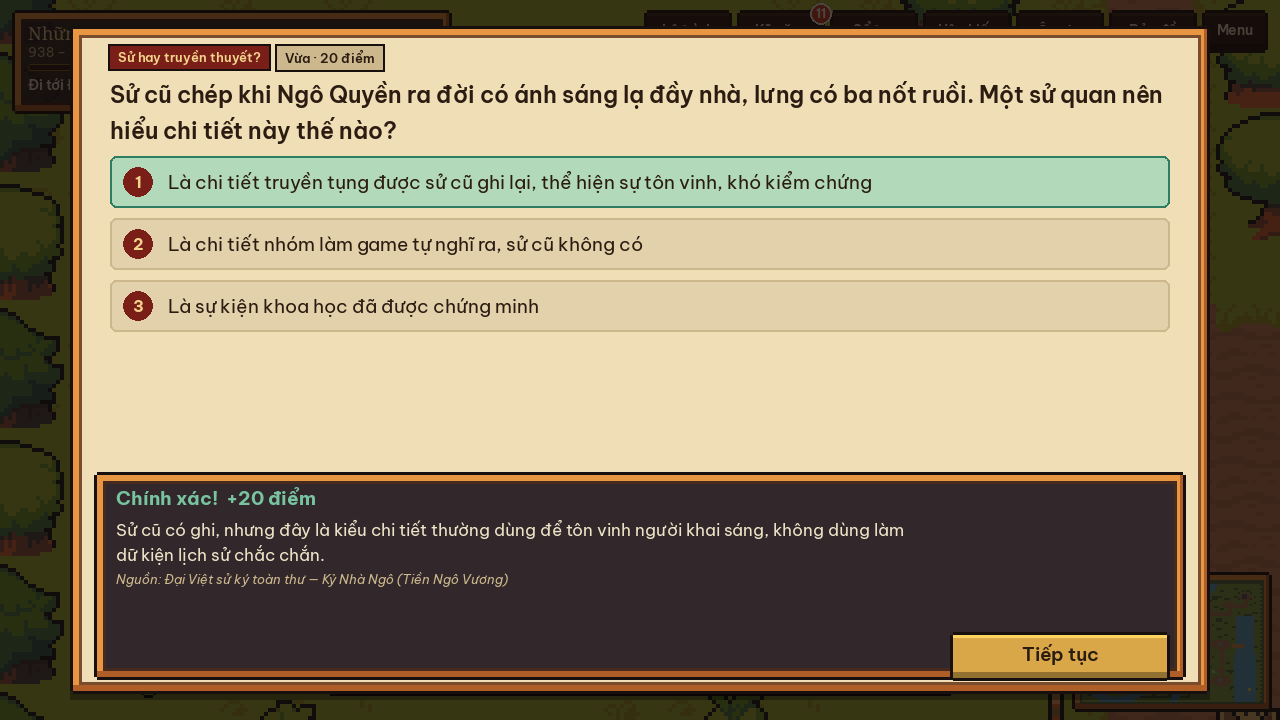 Nhữn
938 –
Đi tới
11
Menu
Sử hay truyền thuyết?
Vừa · 20 điểm
Sử cũ chép khi Ngô Quyền ra đời có ánh sáng lạ đầy nhà, lưng có ba nốt ruồi. Một sử quan nên
hiểu chi tiết này thế nào?
1 Là chi tiết truyền tụng được sử cũ ghi lại, thể hiện sự tôn vinh, khó kiểm chứng
2 Là chi tiết nhóm làm game tự nghĩ ra, sử cũ không có
3 Là sự kiện khoa học đã được chứng minh
Chính xác! +20 điểm
Sử cũ có ghi, nhưng đây là kiểu chi tiết thường dùng để tôn vinh người khai sáng, không dùng làm
dữ kiện lịch sử chắc chắn.
Nguồn: Đại Việt sử ký toàn thư — Kỷ Nhà Ngô (Tiền Ngô Vương)
Tiếp tục